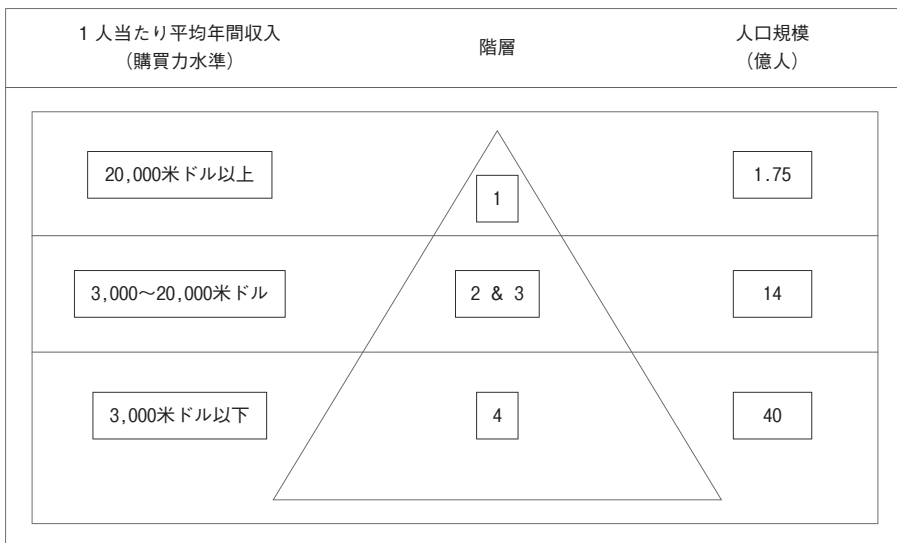 1 人当たり平均年間収入
（購買力水準）
階層
人口規模
（億人）
20,000米ドル以上
1
1.75
3,000〜20,000米ドル
2 & 3
14
3,000米ドル以下
4
40